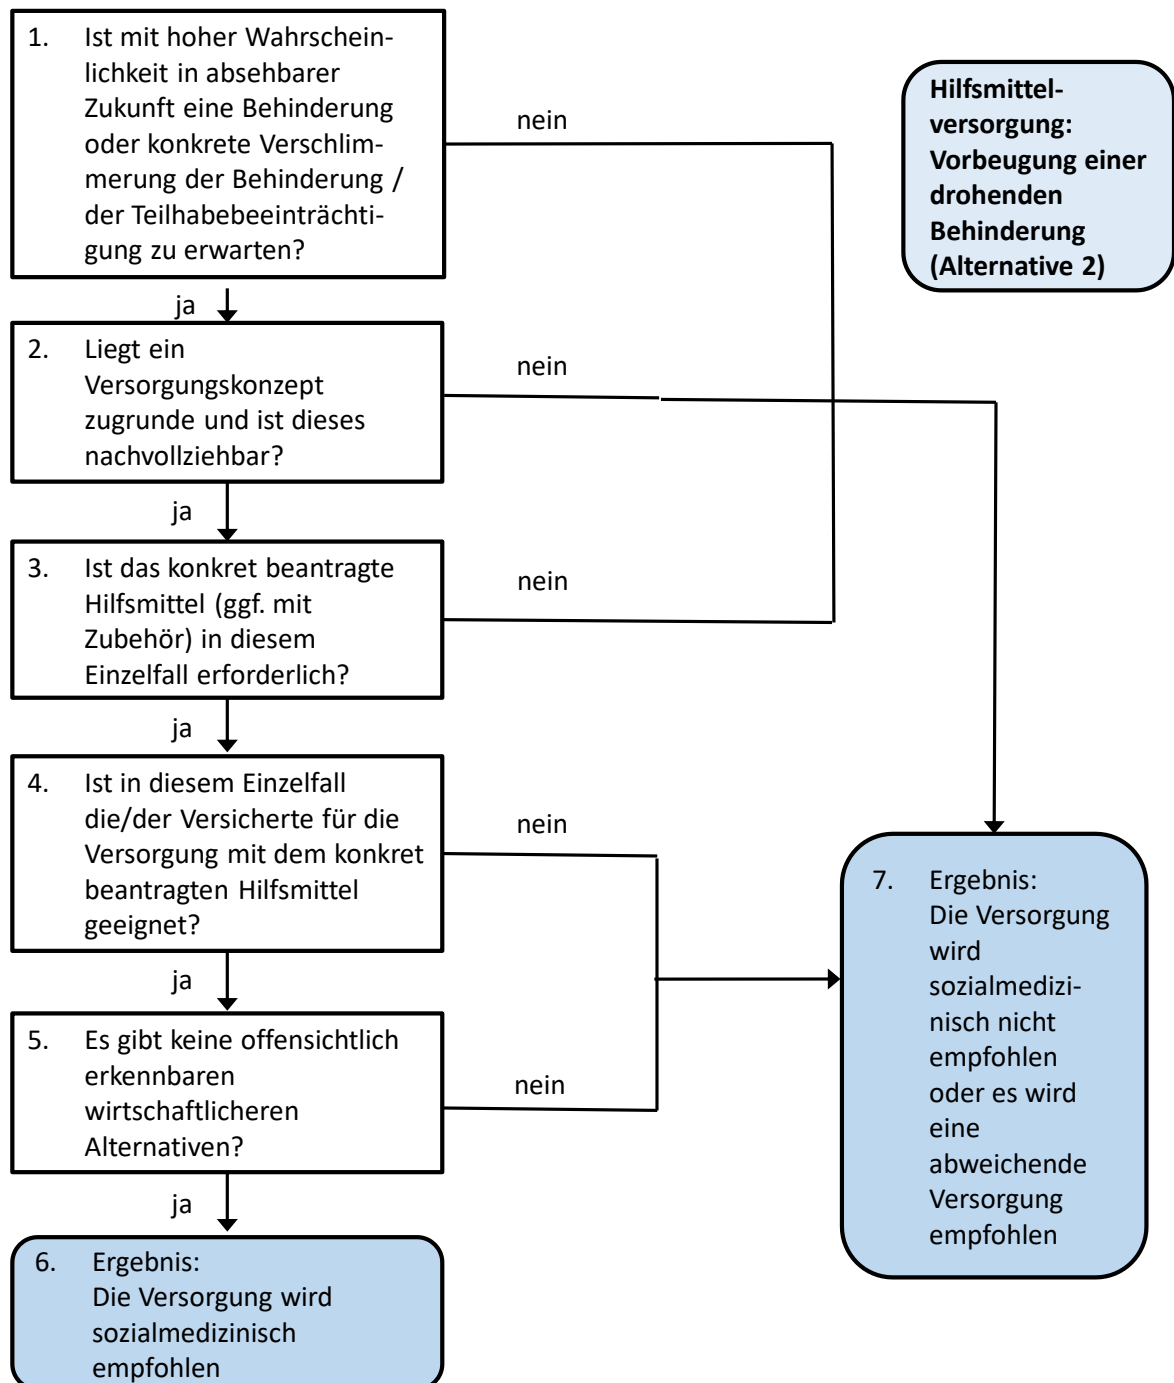 1. Ist mit hoher Wahrschein-
lichkeit in absehbarer
Zukunft eine Behinderung
oder konkrete Verschlim-
merung der Behinderung /
der Teilhabebeeinträchti-
gung zu erwarten?
nein
Hilfsmittel-
versorgung:
Vorbeugung einer
drohenden
Behinderung
(Alternative 2)
ja
2. Liegt ein
Versorgungskonzept
zugrunde und ist dieses
nachvollziehbar?
nein
ja
3. Ist das konkret beantragte
Hilfsmittel (ggf. mit
Zubehör) in diesem
Einzelfall erforderlich?
nein
ja
4. Ist in diesem Einzelfall
die/der Versicherte für die
Versorgung mit dem konkret
beantragten Hilfsmittel
geeignet?
nein
ja
5. Es gibt keine offensichtlich
erkennbaren
wirtschaftlicheren
Alternativen?
nein
ja
6. Ergebnis:
Die Versorgung wird
sozialmedizinisch
empfohlen
7. Ergebnis:
Die Versorgung
wird
sozialmedizi-
nisch nicht
empfohlen
oder es wird
eine
abweichende
Versorgung
empfohlen